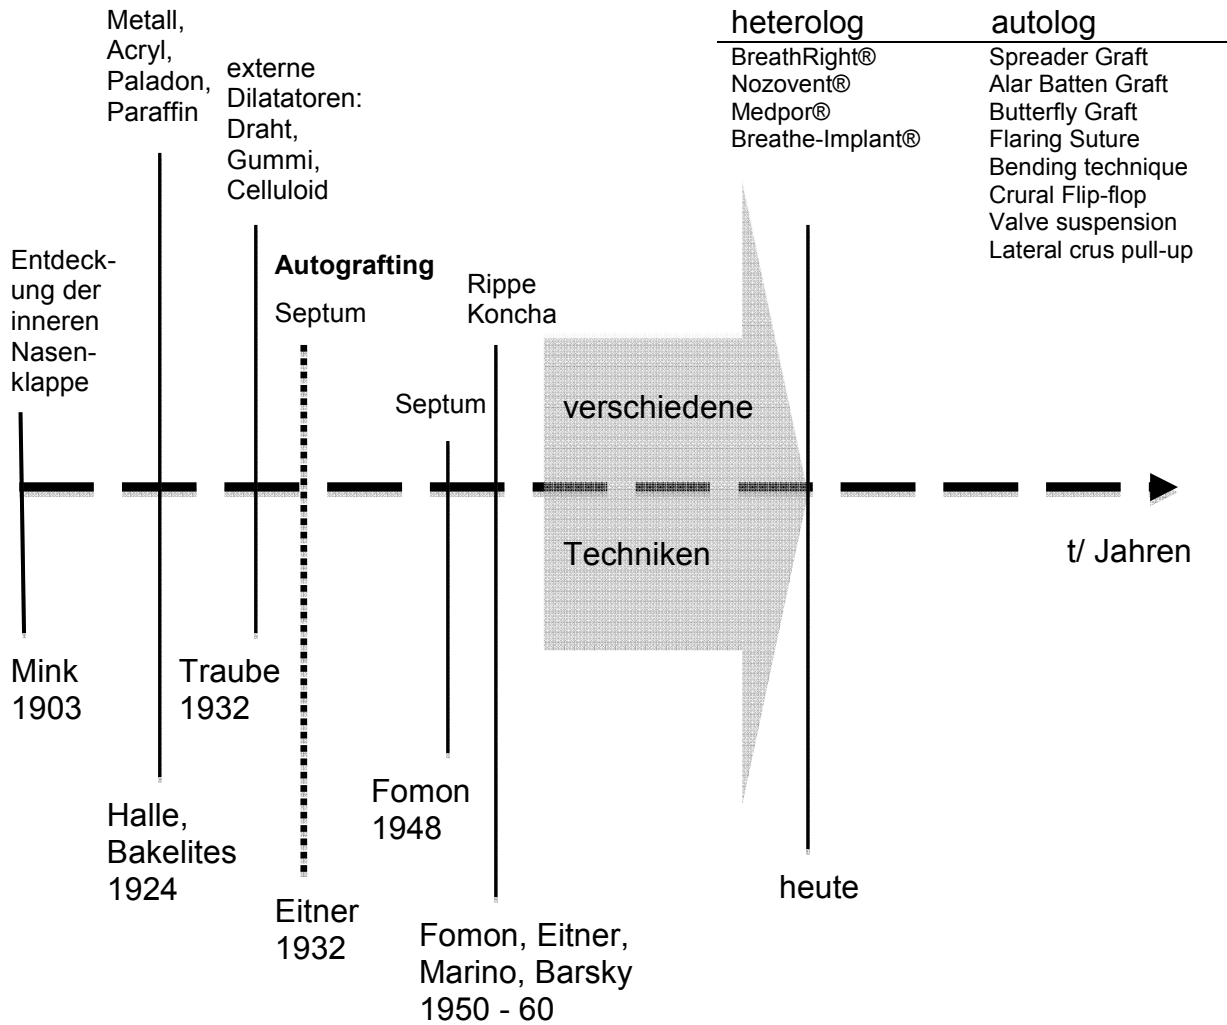 Metall,
Acryl,
Paladon,
Paraffin
externe
Dilatatoren:
Draht,
Gummi,
Celluloid
heterolog
BreathRight®
Nozovent®
Medpor®
Breathe-Implant®
autolog
Spreader Graft
Alar Batten Graft
Butterfly Graft
Flaring Suture
Bending technique
Crural Flip-flop
Valve suspension
Lateral crus pull-up
Entdeck-
ung der
inneren
Nasen-
klappe
Autografting
Septum
Rippe
Koncha
Septum
verschiedene
Techniken
t/ Jahren
Mink
1903
Traube
1932
Halle,
Bakelites
1924
Fomon
1948
Eitner
1932
Fomon, Eitner,
Marino, Barsky
1950 - 60
heute